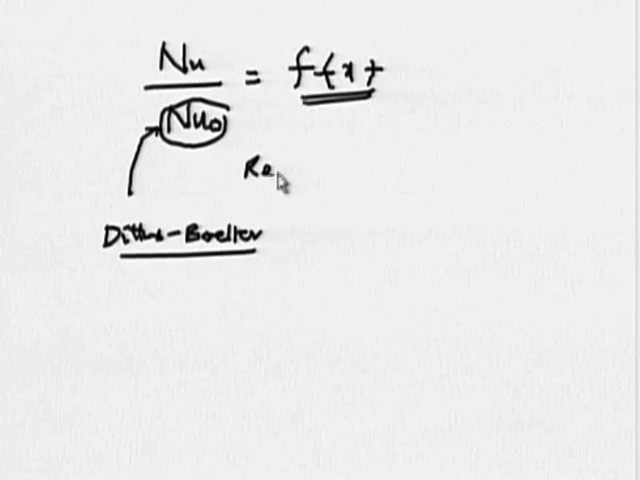 Nu/Nu₀ = f(x)
Re
Dittus-Boelter